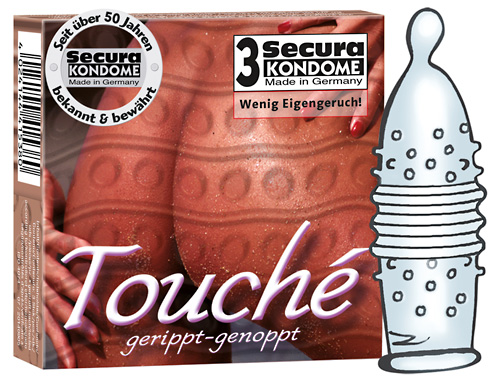 Seit über 50 Jahren
Secura
KONDOME
Made in Germany
bekannt & bewährt
3 Secura
KONDOME
Made in Germany
Wenig Eigengeruch!
Touché
gerippt-genoppt